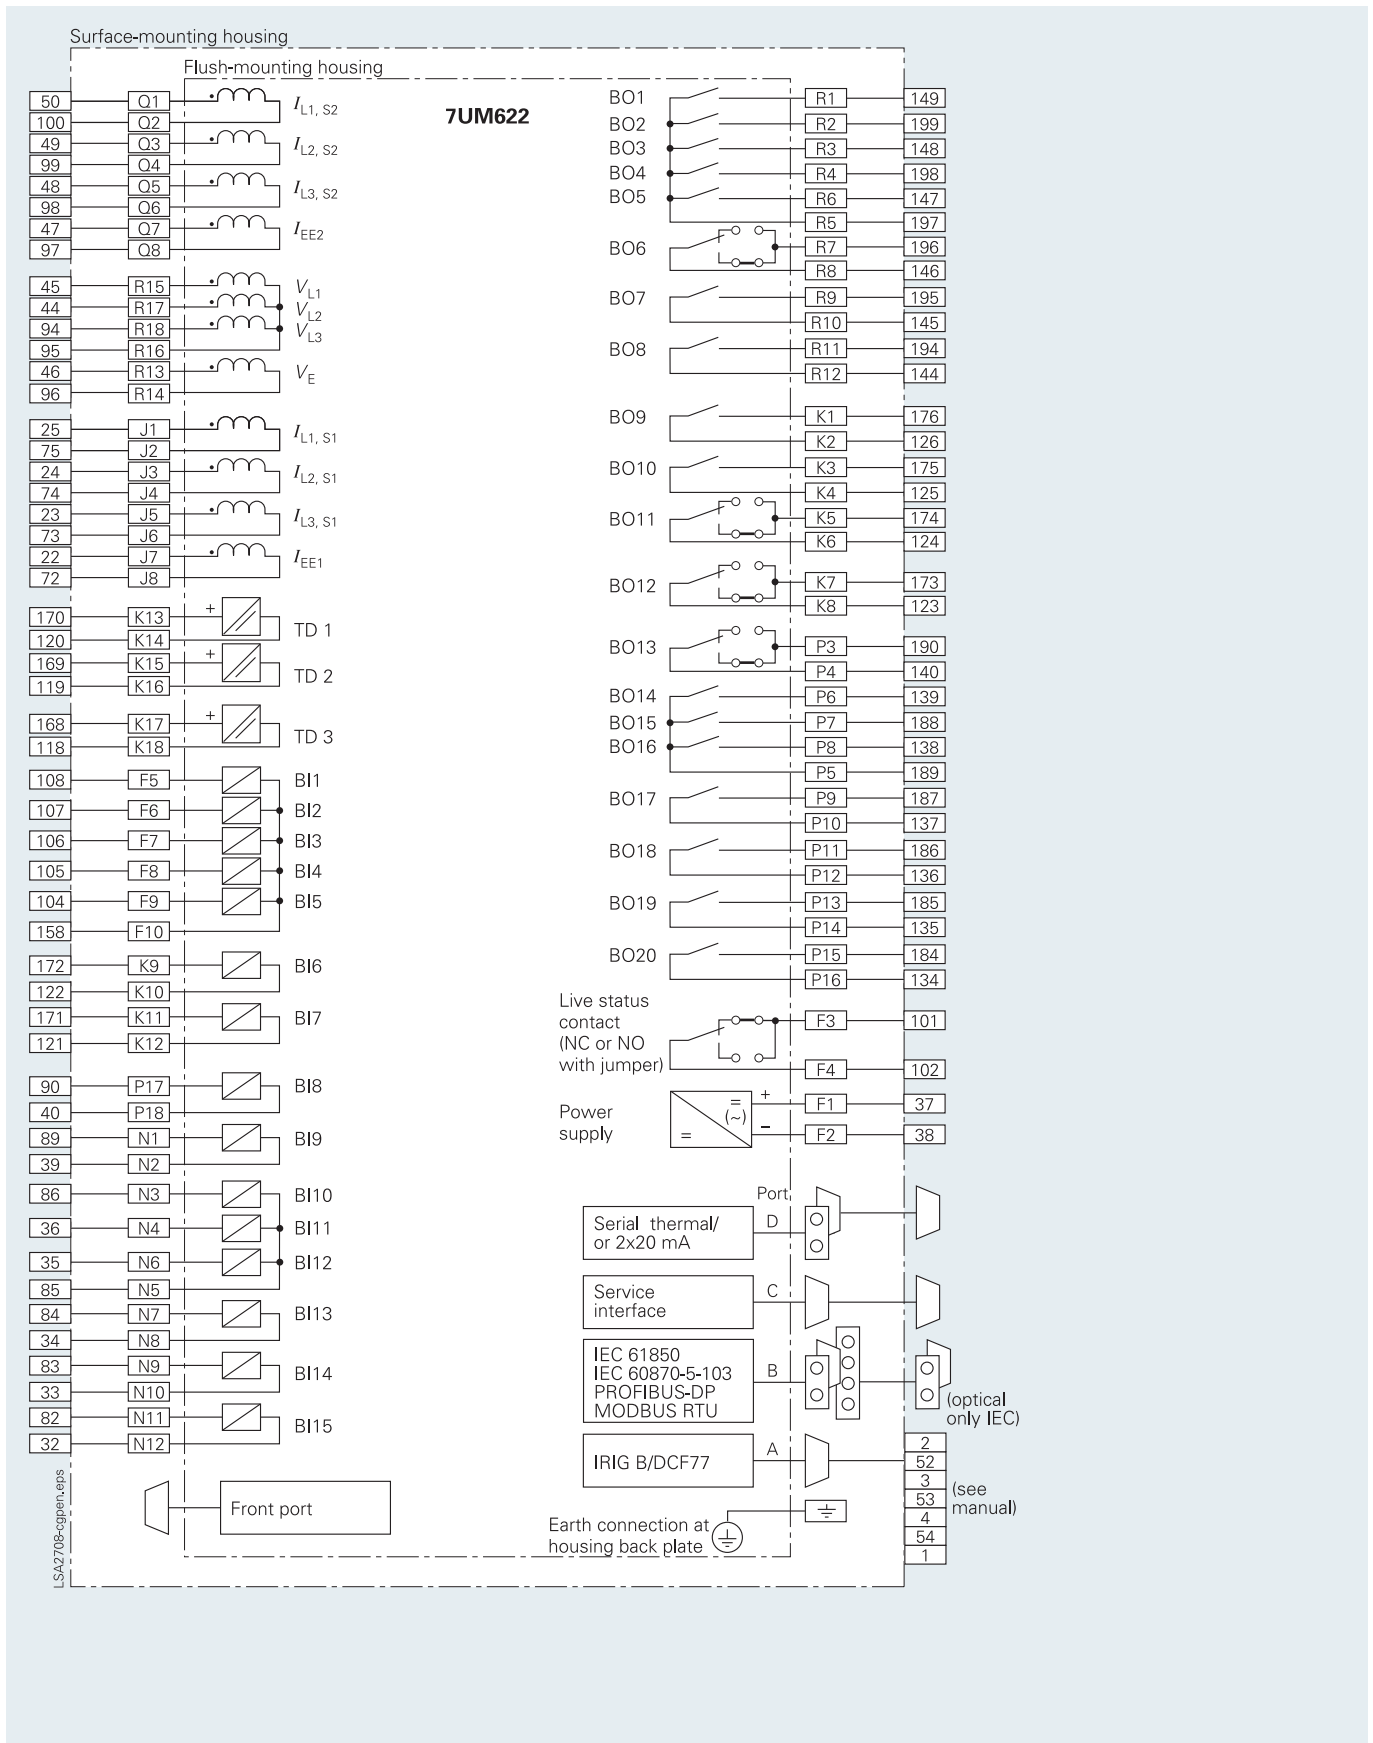 Surface-mounting housing
Flush-mounting housing
7UM622
50 Q1 I L1, S2
100 Q2
49 Q3 I L2, S2
99 Q4
48 Q5 I L3, S2
98 Q6
47 Q7 I EE2
97 Q8
45 R15 V L1
44 R17 V L2
94 R18 V L3
95 R16
46 R13 V E
96 R14
25 J1 I L1, S1
75 J2
24 J3 I L2, S1
74 J4
23 J5 I L3, S1
73 J6
22 J7 I EE1
72 J8
170 K13 + TD 1
120 K14
169 K15 + TD 2
119 K16
168 K17 + TD 3
118 K18
108 F5 BI1
107 F6 BI2
106 F7 BI3
105 F8 BI4
104 F9 BI5
158 F10
172 K9 BI6
122 K10
171 K11 BI7
121 K12
90 P17 BI8
40 P18
89 N1 BI9
39 N2
86 N3 BI10
36 N4 BI11
35 N6 BI12
85 N5
84 N7 BI13
34 N8
83 N9 BI14
33 N10
82 N11 BI15
32 N12
Front port
LSA2708-cgpen.eps
BO1 R1 149
BO2 R2 199
BO3 R3 148
BO4 R4 198
BO5 R6 147
R5 197
BO6 R7 196
R8 146
BO7 R9 195
R10 145
BO8 R11 194
R12 144
BO9 K1 176
K2 126
BO10 K3 175
K4 125
BO11 K5 174
K6 124
BO12 K7 173
K8 123
BO13 P3 190
P4 140
BO14 P6 139
BO15 P7 188
BO16 P8 138
P5 189
BO17 P9 187
P10 137
BO18 P11 186
P12 136
BO19 P13 185
P14 135
BO20 P15 184
P16 134
Live status
contact
(NC or NO
with jumper)
F3 101
F4 102
Power
supply
= (~) =
+ F1 37
− F2 38
Port
Serial thermal/
or 2x20 mA
D
Service
interface
C
IEC 61850
IEC 60870-5-103
PROFIBUS-DP
MODBUS RTU
B
(optical
only IEC)
IRIG B/DCF77
A
2
52
3
53
4
54
1
(see
manual)
Earth connection at
housing back plate